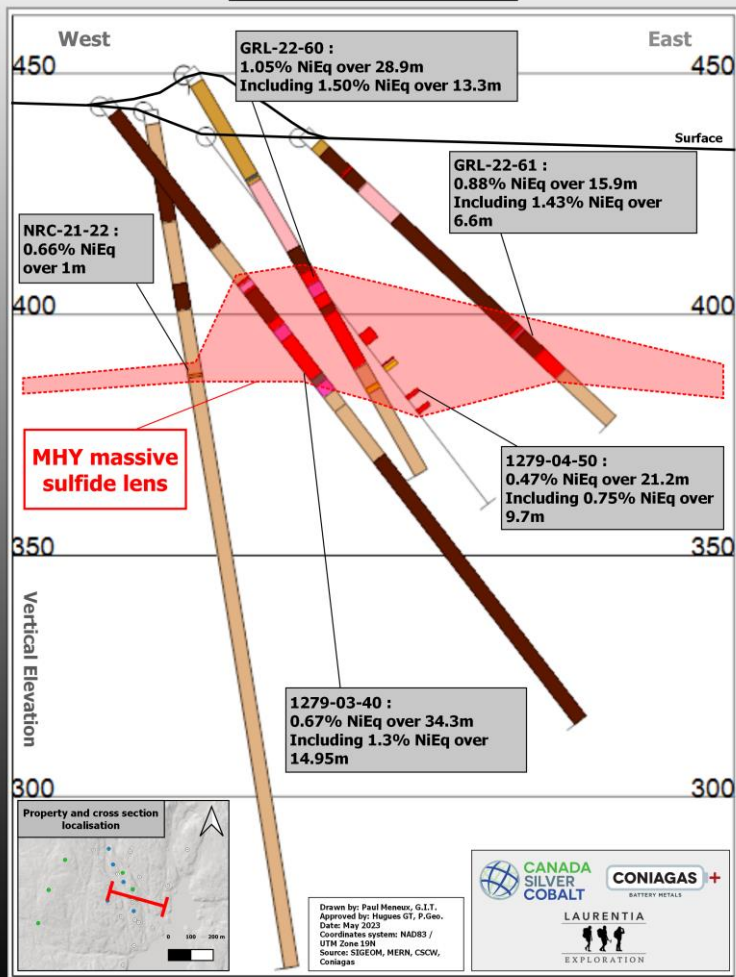 West
East
450
450
GRL-22-60 :
1.05% NiEq over 28.9m
Including 1.50% NiEq over 13.3m
Surface
GRL-22-61 :
0.88% NiEq over 15.9m
Including 1.43% NiEq over
6.6m
NRC-21-22 :
0.66% NiEq
over 1m
400
400
MHY massive
sulfide lens
1279-04-50 :
0.47% NiEq over 21.2m
Including 0.75% NiEq over
9.7m
350
350
Vertical Elevation
1279-03-40 :
0.67% NiEq over 34.3m
Including 1.3% NiEq over
14.95m
300
300
Property and cross section
localisation
0 100 200 m
Drawn by: Paul Meneux, G.I.T.
Approved by: Hugues GT, P.Geo.
Date: May 2023
Coordinates system: NAD83 /
UTM Zone 19N
Source: SIGEOM, MERN, CSCW,
Coniagas
CANADA
SILVER
COBALT
CONIAGAS
BATTERY METALS
LAURENTIA
EXPLORATION